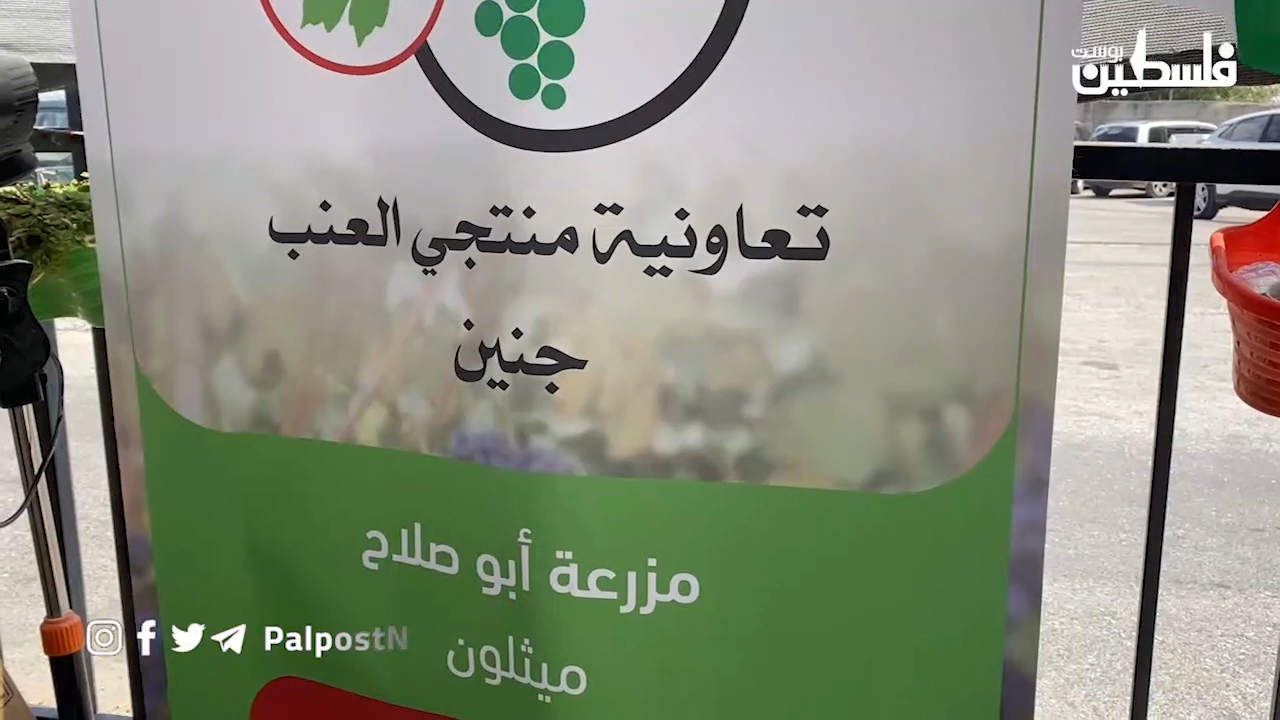 فلسطين
بوست
تعاونية منتجي العنب
جنين
مزرعة أبو صلاح
ميثلون
PalpostN